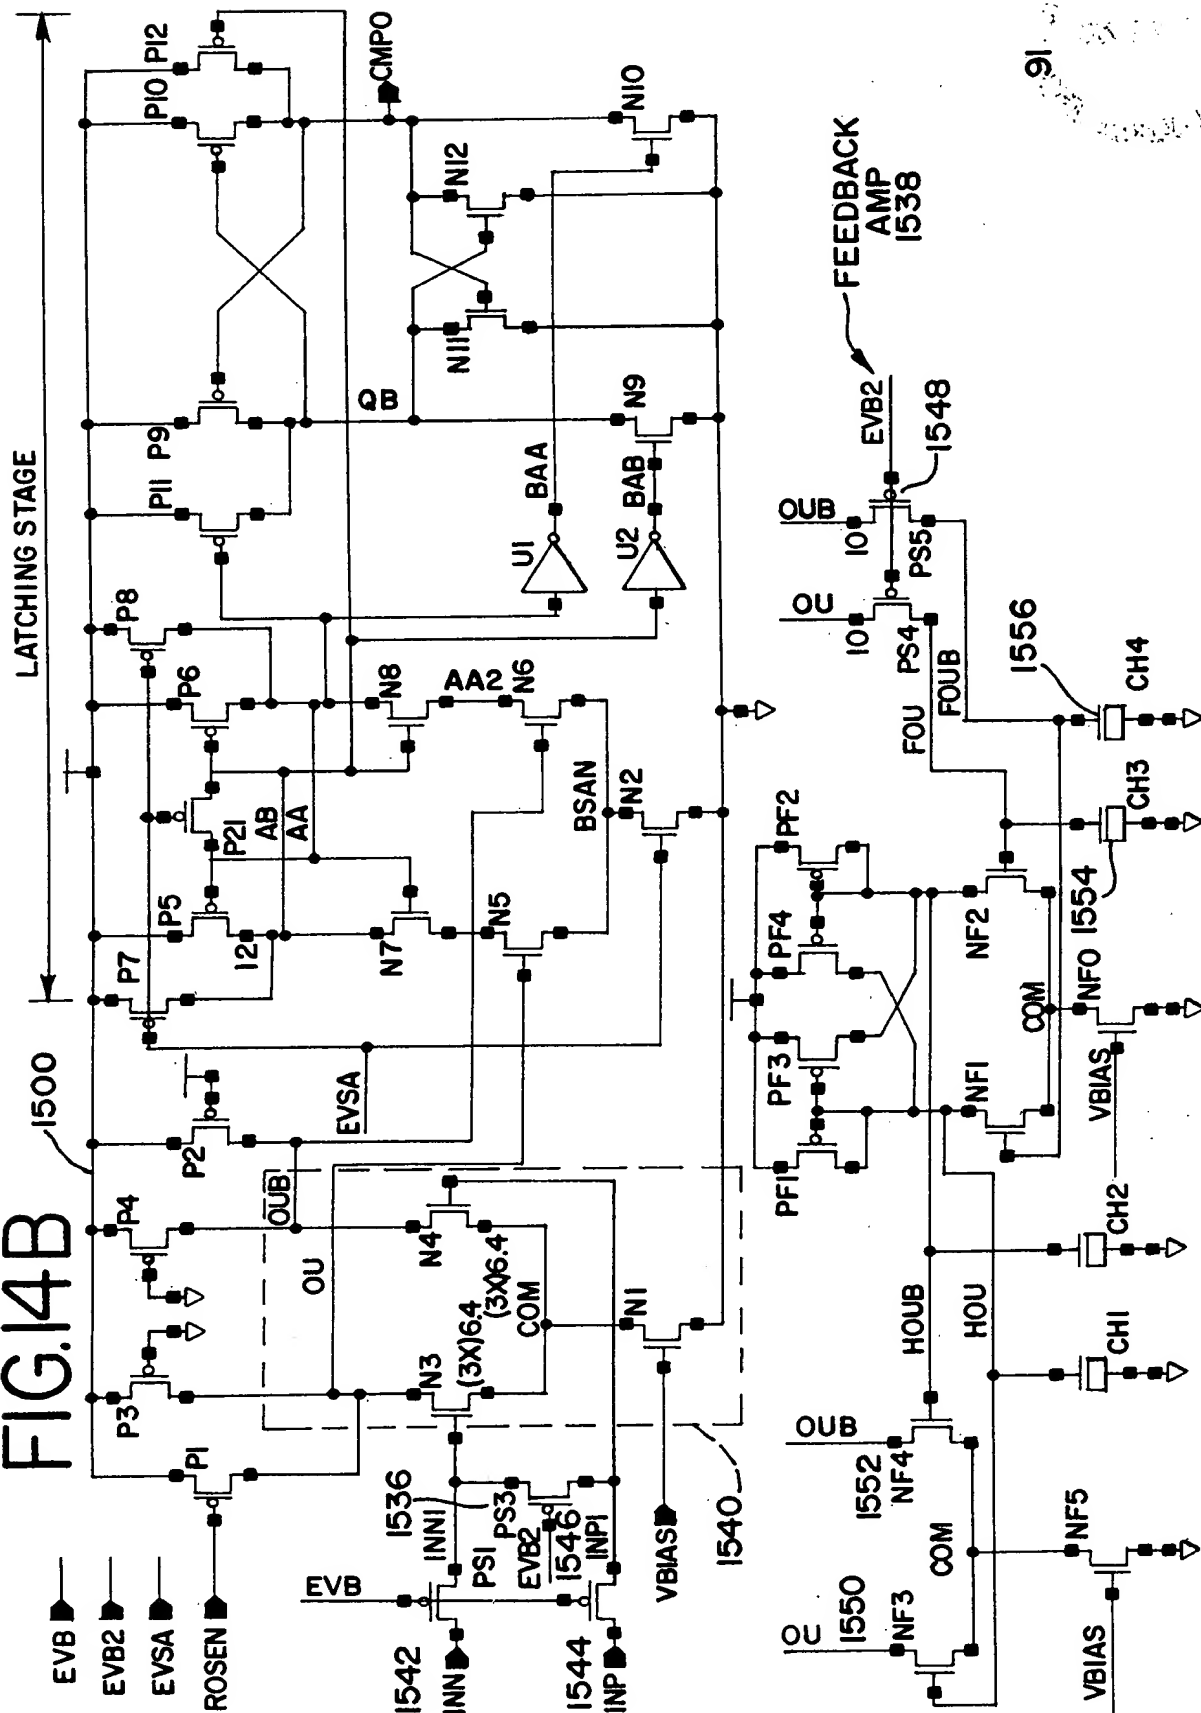 FIG.14B
1500
LATCHING STAGE
EVB
EVB2
EVSA
ROSEN
P1
P3
P4
P2
P7
P5
P21
P6
P8
P11
P9
P10
P12
12
AB
AA
EVSA
OUB
OU
N3
(3X)6.4
N4
(3X)6.4
COM
N1
N7
N5
N8
AA2
N6
BSAN
N2
U1
BAA
U2
BAB
QB
N11
N12
CMPO
N9
N10
EVB
1542
INN
PS1
INN1
1536
PS3
EVB2
1546
INP1
1544
INP
VBIAS
1540
FEEDBACK
AMP
1538
EVB2
1548
OUB
10
PS5
OU
10
PS4
FOU
FOUB
1556
CH4
CH3
1554
PF1
PF3
PF4
PF2
NF1
NF2
COM
NF0
VBIAS
CH2
CH1
HOUB
HOU
OUB
1552
NF4
OU
1550
NF3
COM
NF5
VBIAS
91